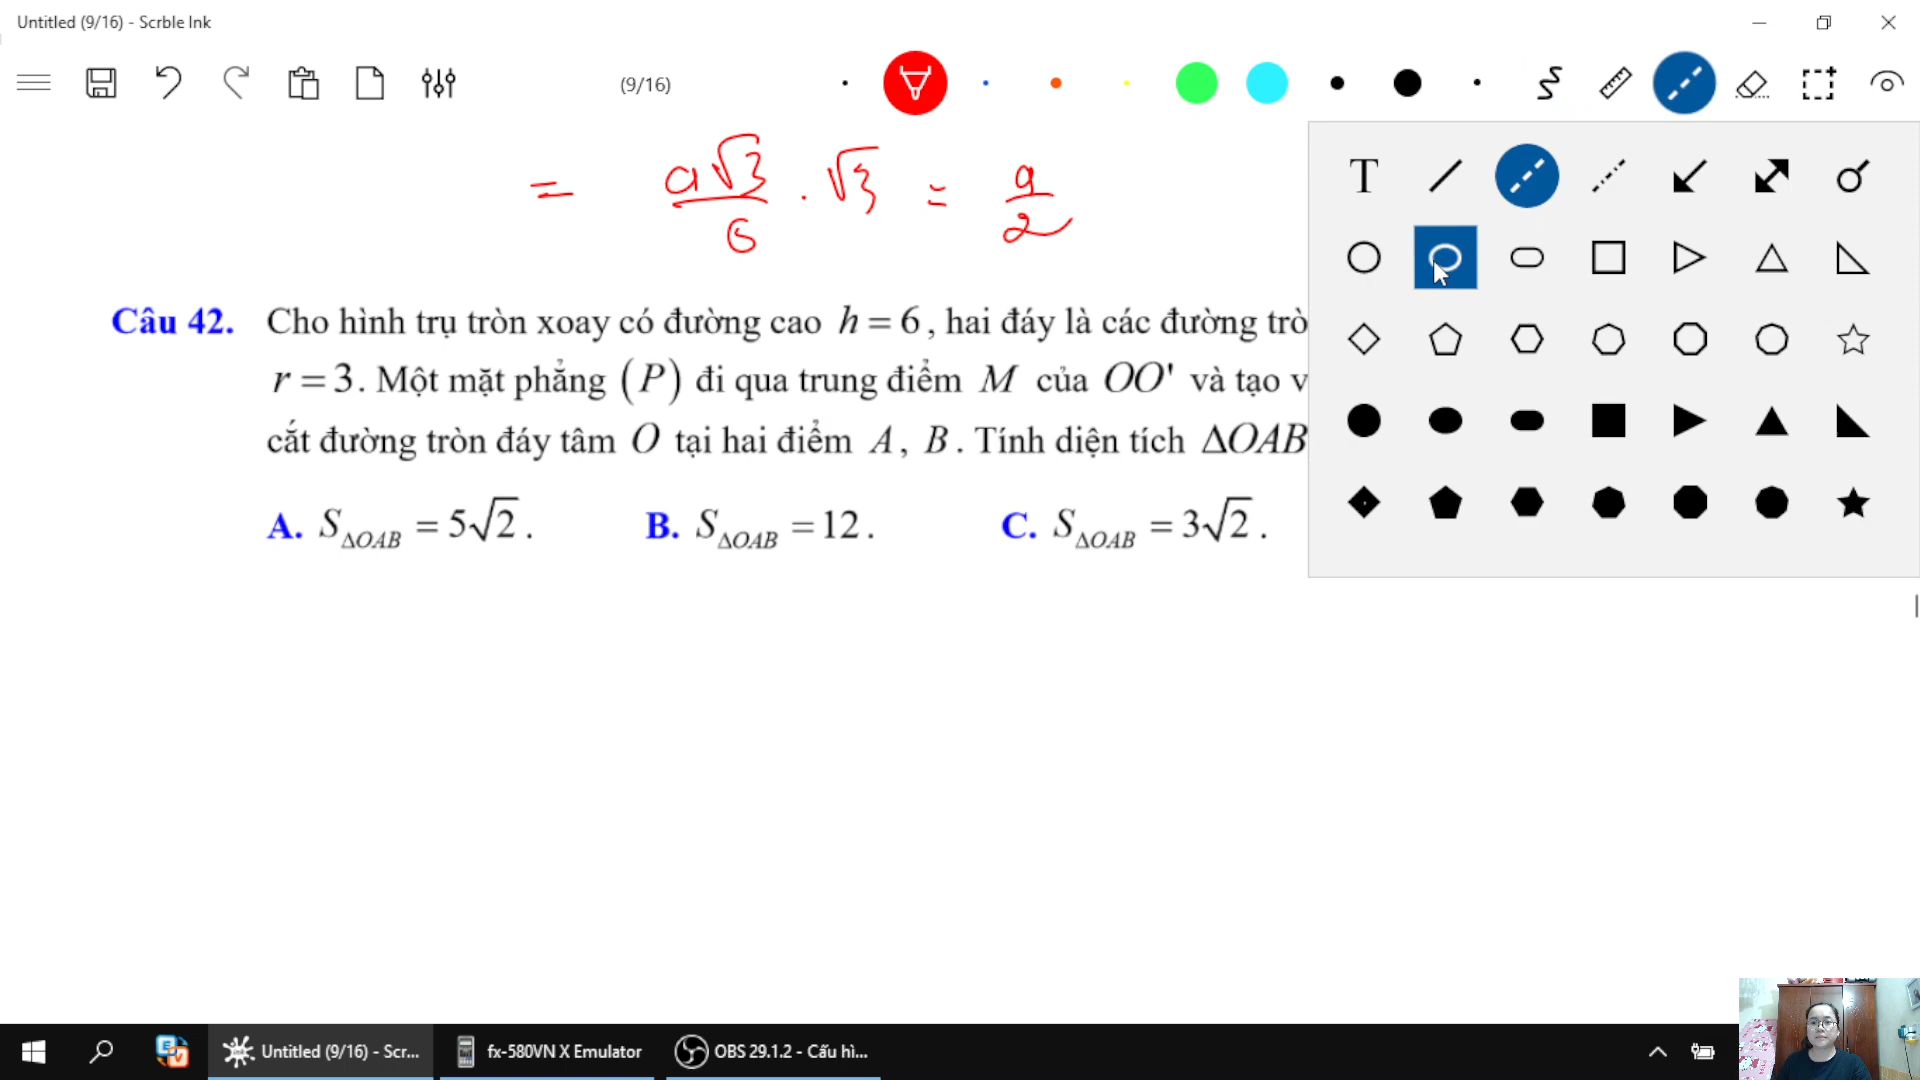 Untitled (9/16) - Scrble Ink
(9/16)
T
= a√3/6 . √3 = a/2
Câu 42. Cho hình trụ tròn xoay có đường cao h = 6, hai đáy là các đường trò
r = 3. Một mặt phẳng (P) đi qua trung điểm M của OO' và tạo v
cắt đường tròn đáy tâm O tại hai điểm A, B. Tính diện tích ΔOAB
A. S_ΔOAB = 5√2. B. S_ΔOAB = 12. C. S_ΔOAB = 3√2.
Untitled (9/16) - Scr... fx-580VN X Emulator OBS 29.1.2 - Cấu hì...